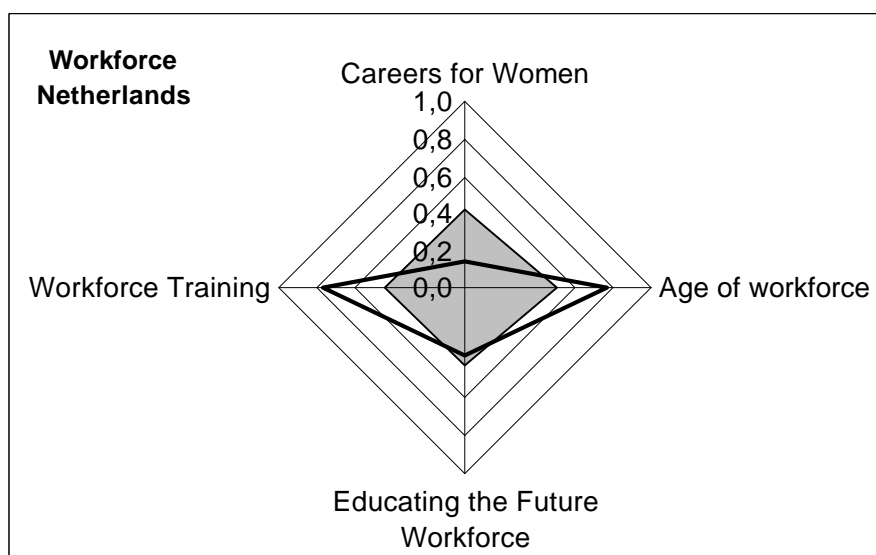 Workforce
Netherlands
Careers for Women
1,0
0,8
0,6
0,4
0,2
0,0
Workforce Training
Age of workforce
Educating the Future
Workforce